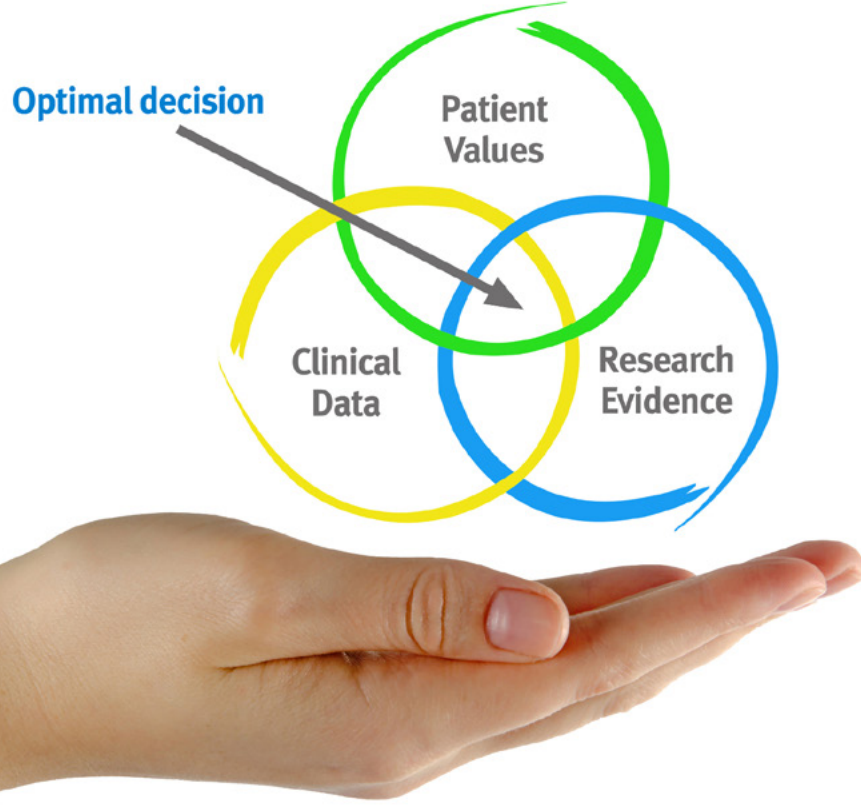 Optimal decision
Patient
Values
Clinical
Data
Research
Evidence